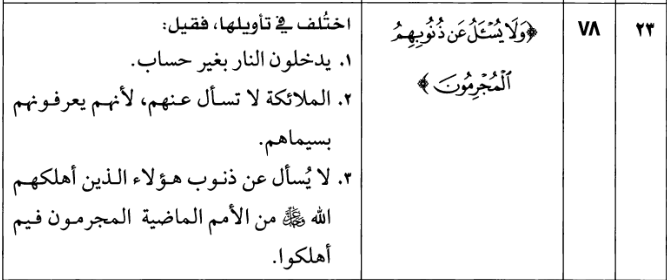 ٢٣
٧٨
﴿وَلَا يُسْـَٔلُ عَن ذُنُوبِهِمُ
ٱلْمُجْرِمُونَ﴾
اختُلف في تأويلها، فقيل:
١. يدخلون النار بغير حساب.
٢. الملائكة لا تسأل عنهم، لأنهم يعرفونهم
بسيماهم.
٣. لا يُسأل عن ذنوب هؤلاء الذين أهلكهم
الله ﷿ من الأمم الماضية المجرمون فيم
أهلكوا.